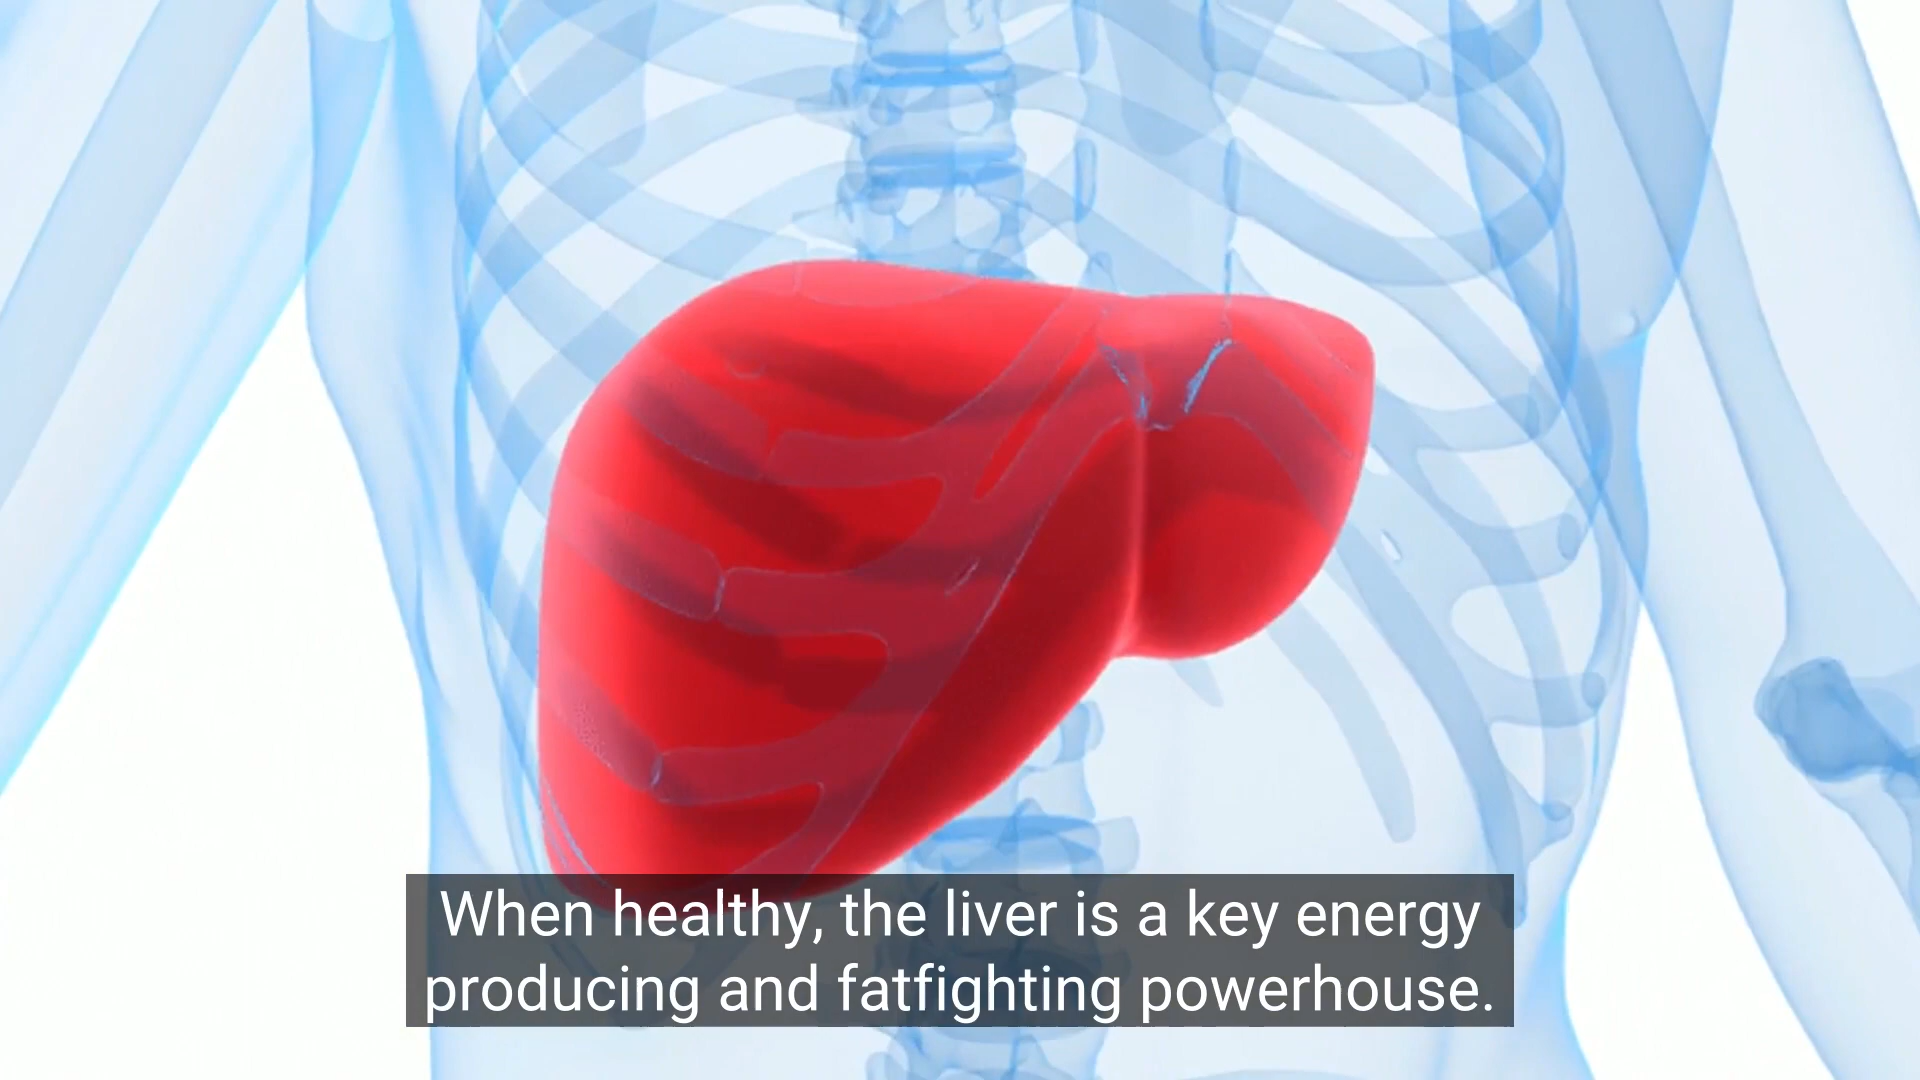 When healthy, the liver is a key energy
producing and fatfighting powerhouse.